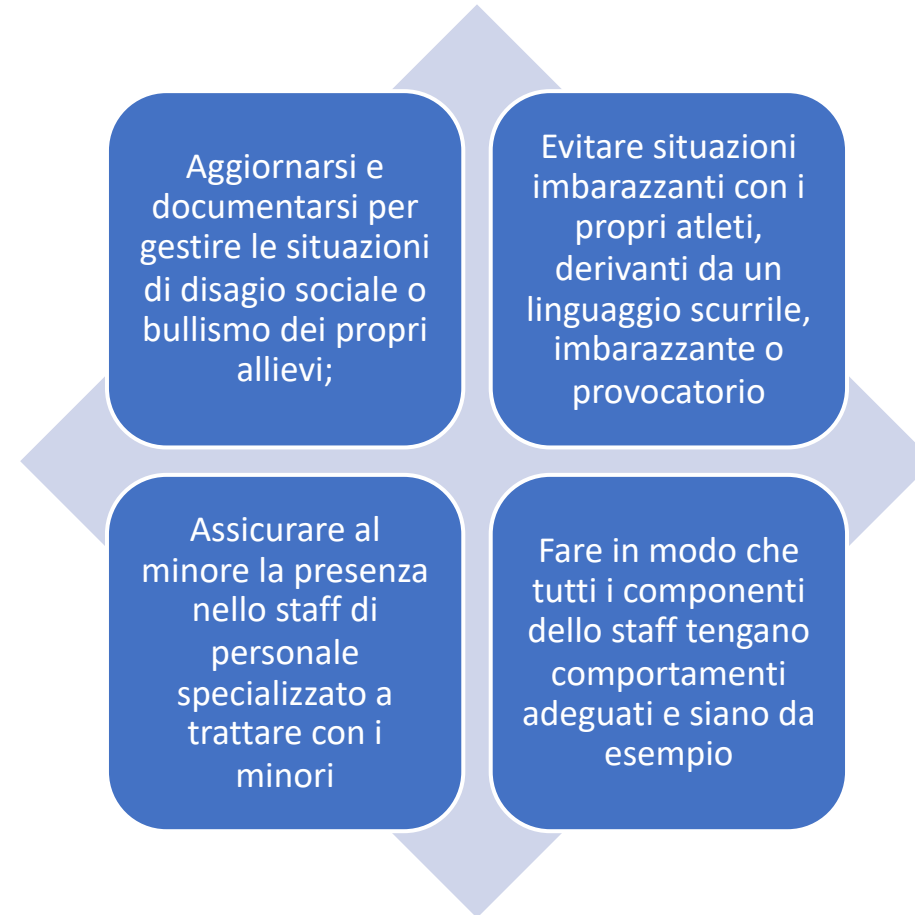 Aggiornarsi e
documentarsi per
gestire le situazioni
di disagio sociale o
bullismo dei propri
allievi;
Evitare situazioni
imbarazzanti con i
propri atleti,
derivanti da un
linguaggio scurrile,
imbarazzante o
provocatorio
Assicurare al
minore la presenza
nello staff di
personale
specializzato a
trattare con i
minori
Fare in modo che
tutti i componenti
dello staff tengano
comportamenti
adeguati e siano da
esempio